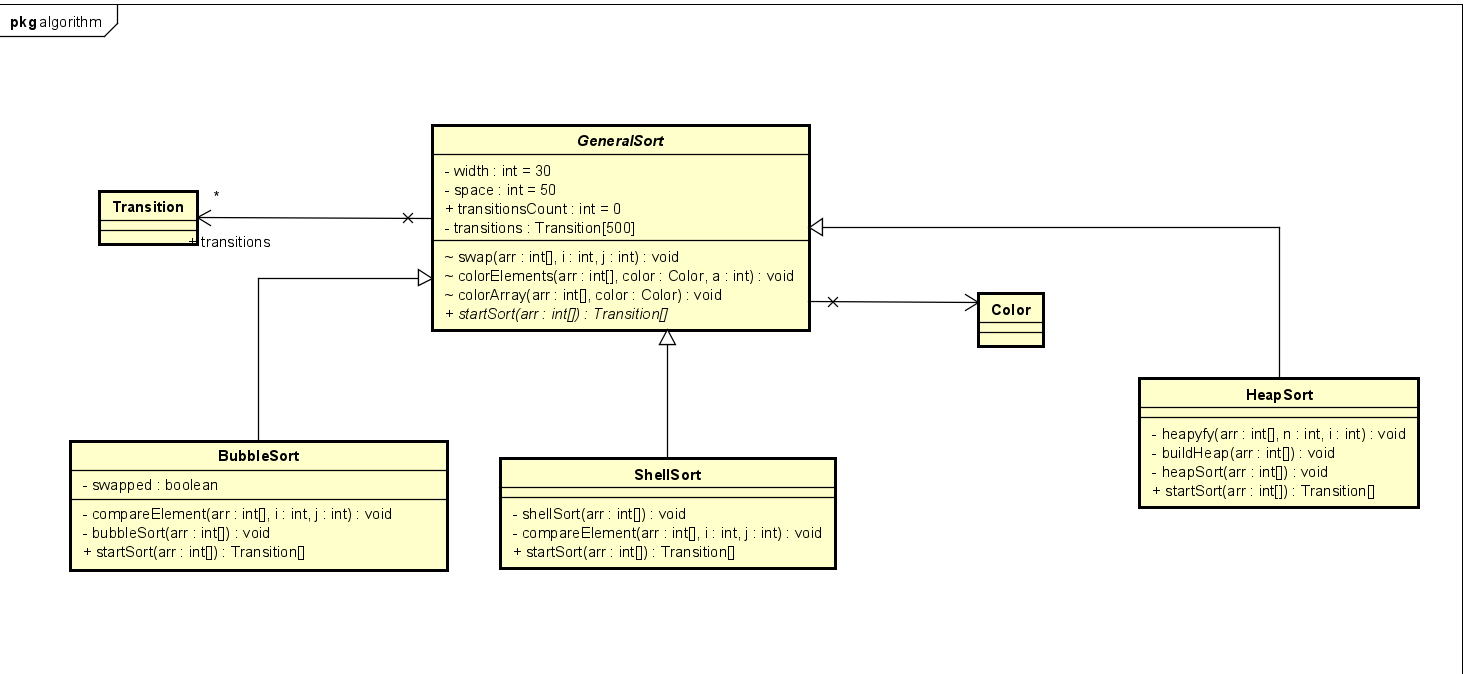 pkg algorithm
GeneralSort
- width : int = 30
- space : int = 50
+ transitionsCount : int = 0
- transitions : Transition[500]
~ swap(arr : int[], i : int, j : int) : void
~ colorElements(arr : int[], color : Color, a : int) : void
~ colorArray(arr : int[], color : Color) : void
+ startSort(arr : int[]) : Transition[]
*
Transition
+ transitions
Color
HeapSort
- heapyfy(arr : int[], n : int, i : int) : void
- buildHeap(arr : int[]) : void
- heapSort(arr : int[]) : void
+ startSort(arr : int[]) : Transition[]
BubbleSort
- swapped : boolean
- compareElement(arr : int[], i : int, j : int) : void
- bubbleSort(arr : int[]) : void
+ startSort(arr : int[]) : Transition[]
ShellSort
- shellSort(arr : int[]) : void
- compareElement(arr : int[], i : int, j : int) : void
+ startSort(arr : int[]) : Transition[]